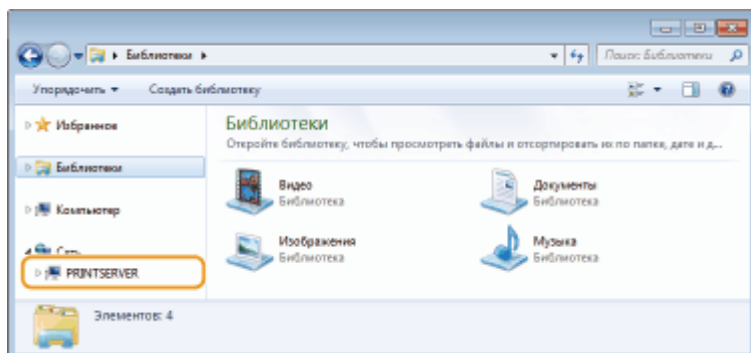 Библиотеки
Поиск: Библиотеки
Упорядочить
Создать библиотеку
Избранное
Библиотеки
Компьютер
Сеть
PRINTSERVER
Библиотеки
Откройте библиотеку, чтобы просмотреть файлы и отсортировать их по папке, дате и д...
Видео
Библиотека
Документы
Библиотека
Изображения
Библиотека
Музыка
Библиотека
Элементов: 4